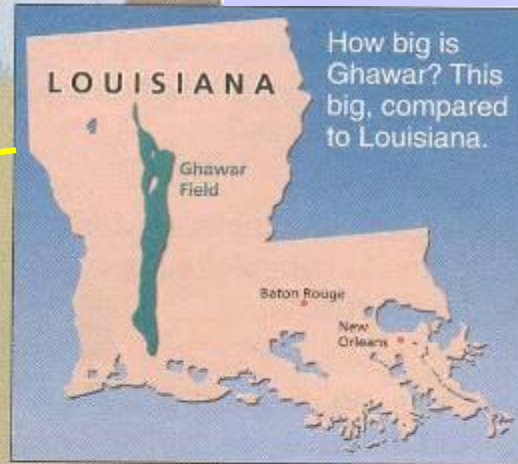 How big is
Ghawar? This
big, compared
to Louisiana.
LOUISIANA
Ghawar
Field
Baton Rouge
New
Orleans